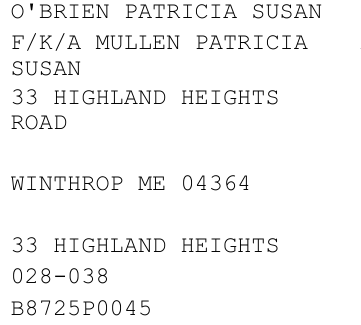 O'BRIEN PATRICIA SUSAN
F/K/A MULLEN PATRICIA
SUSAN
33 HIGHLAND HEIGHTS
ROAD
WINTHROP ME 04364
33 HIGHLAND HEIGHTS
028-038
B8725P0045